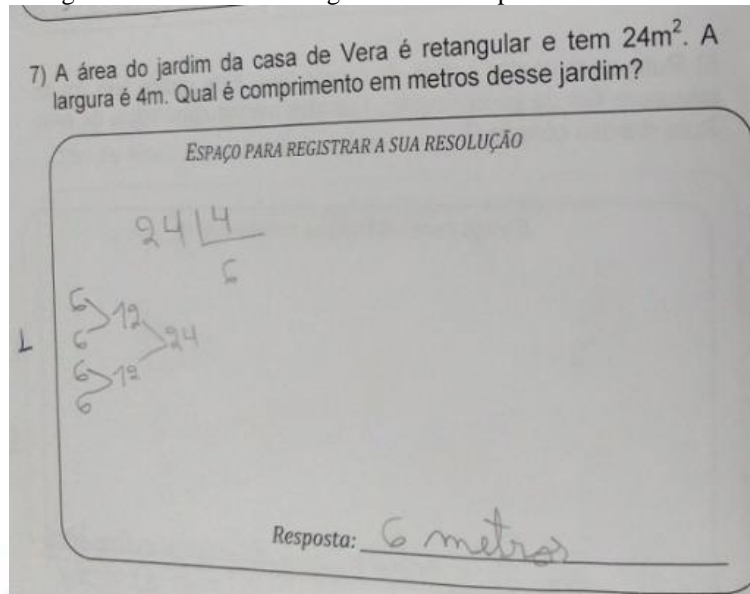 7) A área do jardim da casa de Vera é retangular e tem 24m². A
largura é 4m. Qual é comprimento em metros desse jardim?
ESPAÇO PARA REGISTRAR A SUA RESOLUÇÃO
24 4
6
6
6 12
6 24
6 12
Resposta: 6 metros